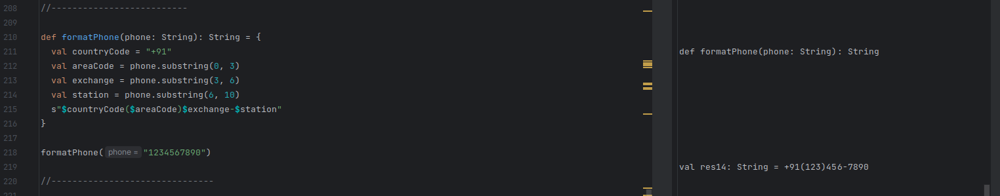 208 //--------------------------
209
210 def formatPhone(phone: String): String = {
211 val countryCode = "+91"
212 val areaCode = phone.substring(0, 3)
213 val exchange = phone.substring(3, 6)
214 val station = phone.substring(6, 10)
215 s"$countryCode($areaCode)$exchange-$station"
216 }
217
218 formatPhone( phone = "1234567890")
219
220 //-------------------------------
221
def formatPhone(phone: String): String
val res14: String = +91(123)456-7890